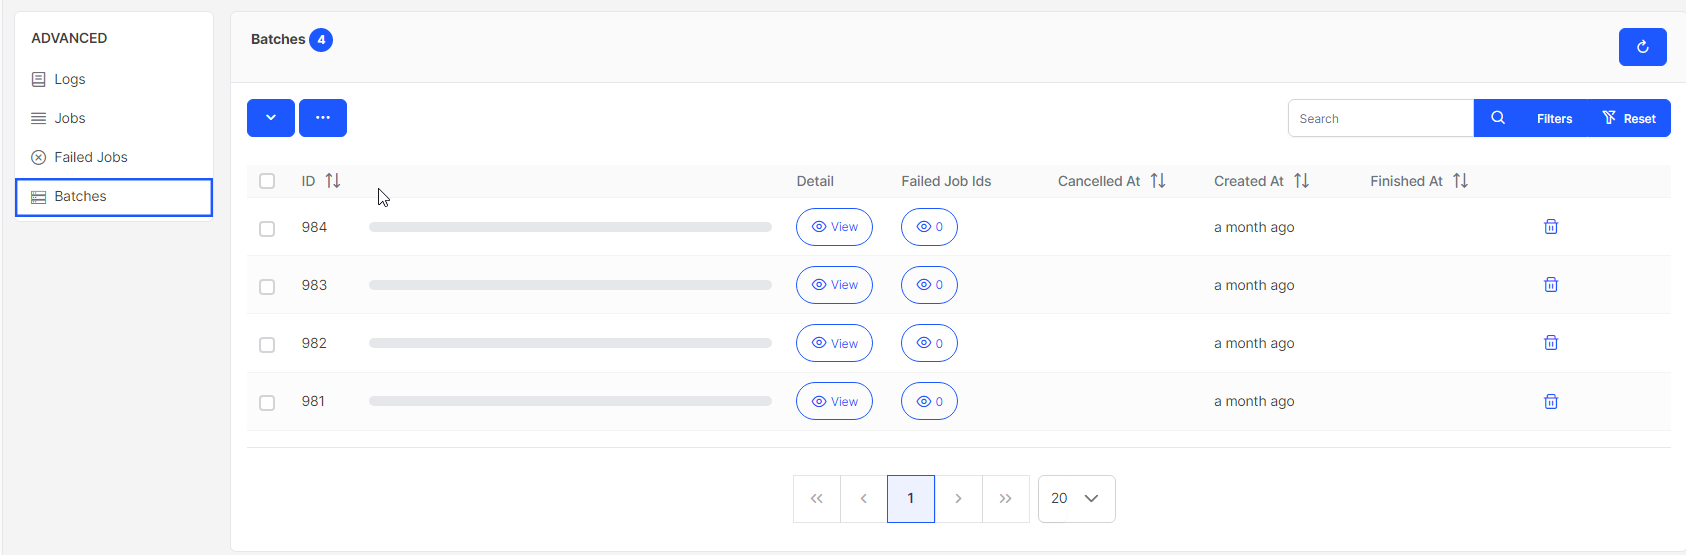 ADVANCED
Logs
Jobs
Failed Jobs
Batches
Batches 4
Search
Filters
Reset
ID Detail Failed Job Ids Cancelled At Created At Finished At
984 View 0 a month ago
983 View 0 a month ago
982 View 0 a month ago
981 View 0 a month ago
1 20